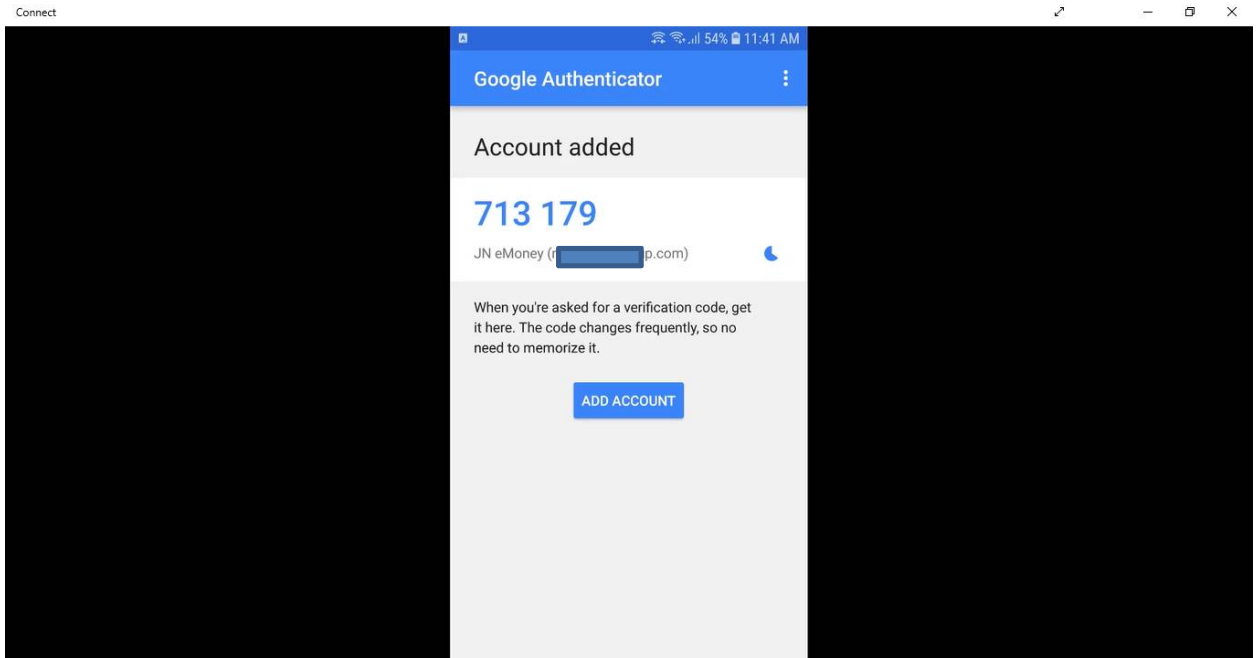 Connect
54% 11:41 AM
Google Authenticator
Account added
713 179
JN eMoney (r p.com)
When you're asked for a verification code, get
it here. The code changes frequently, so no
need to memorize it.
ADD ACCOUNT